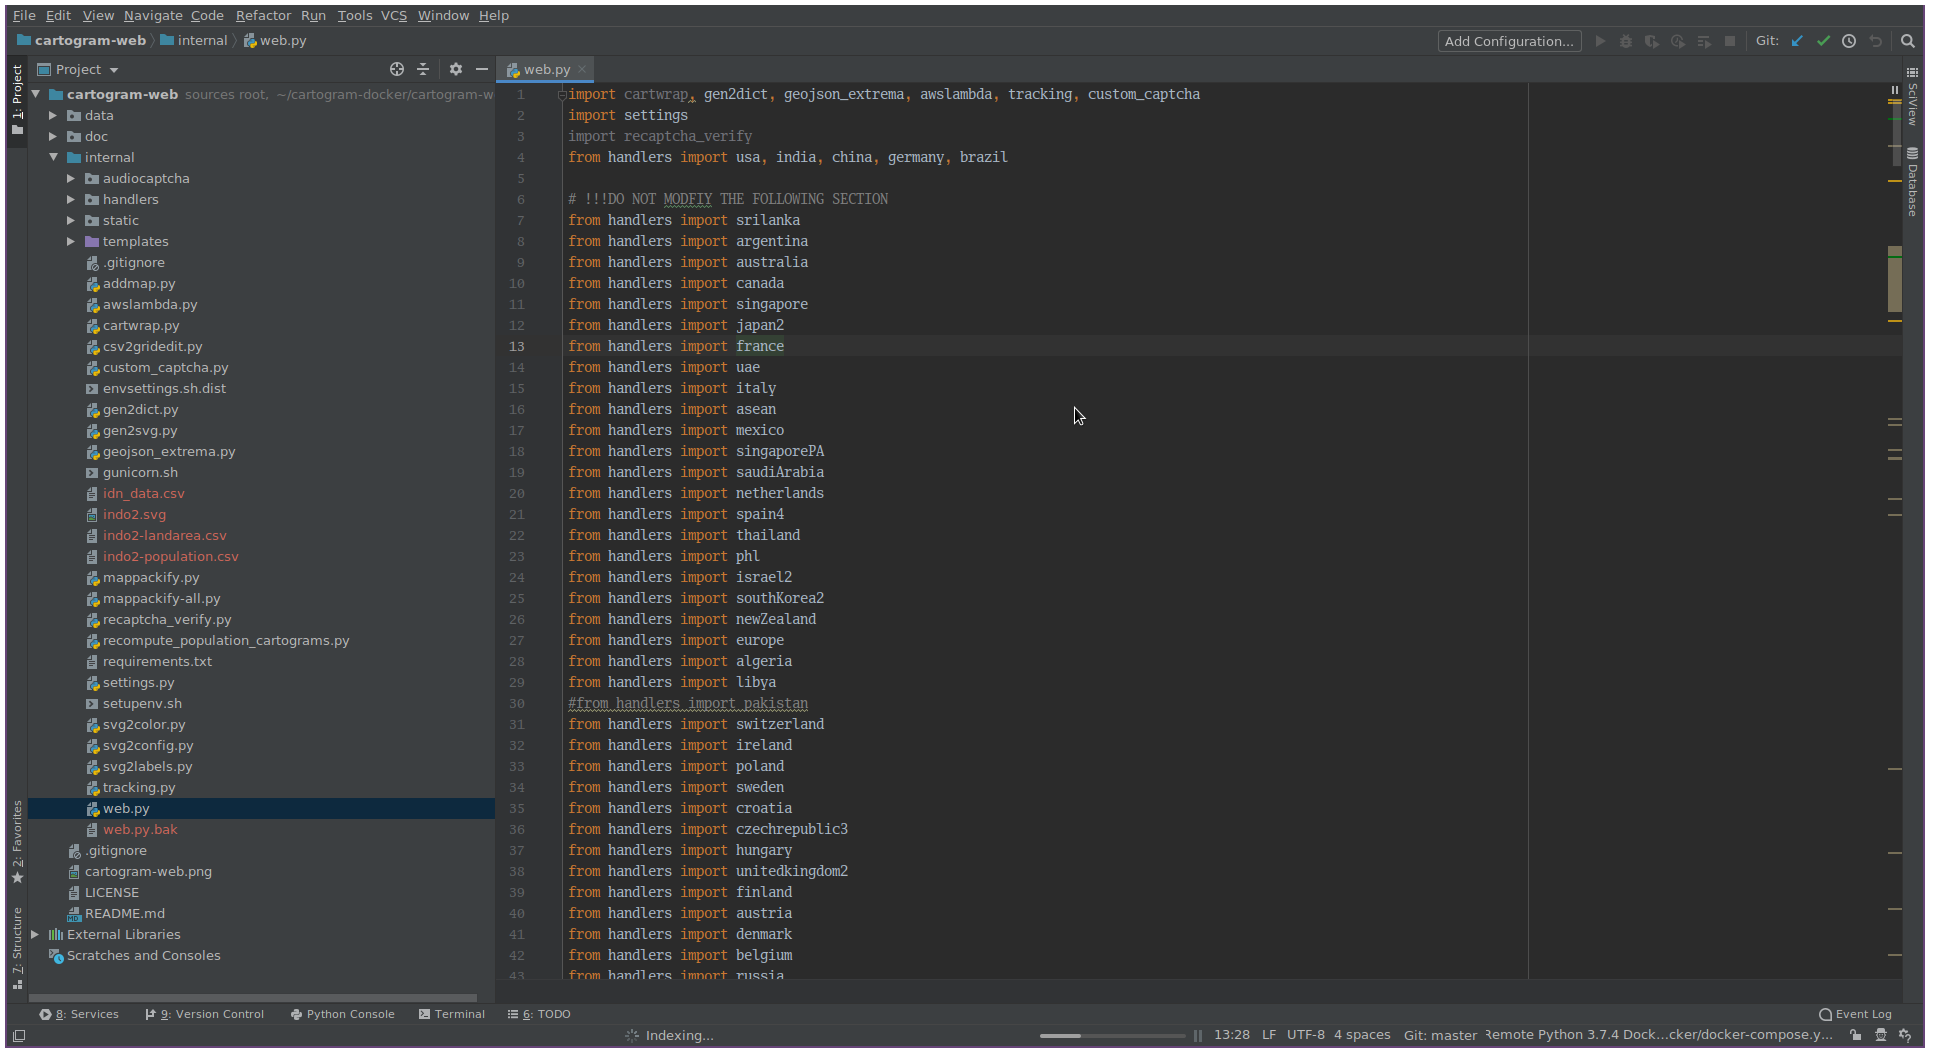 File Edit View Navigate Code Refactor Run Tools VCS Window Help
cartogram-web internal web.py Add Configuration... Git:
1: Project
Project
web.py
cartogram-web sources root, ~/cartogram-docker/cartogram-w
data
doc
internal
audiocaptcha
handlers
static
templates
.gitignore
addmap.py
awslambda.py
cartwrap.py
csv2gridedit.py
custom_captcha.py
envsettings.sh.dist
gen2dict.py
gen2svg.py
geojson_extrema.py
gunicorn.sh
idn_data.csv
indo2.svg
indo2-landarea.csv
indo2-population.csv
mappackify.py
mappackify-all.py
recaptcha_verify.py
recompute_population_cartograms.py
requirements.txt
settings.py
setupenv.sh
svg2color.py
svg2config.py
svg2labels.py
tracking.py
web.py
web.py.bak
.gitignore
cartogram-web.png
LICENSE
README.md
External Libraries
Scratches and Consoles
2: Favorites
7: Structure
1 import cartwrap, gen2dict, geojson_extrema, awslambda, tracking, custom_captcha
2 import settings
3 import recaptcha_verify
4 from handlers import usa, india, china, germany, brazil
5
6 # !!!DO NOT MODFIY THE FOLLOWING SECTION
7 from handlers import srilanka
8 from handlers import argentina
9 from handlers import australia
10 from handlers import canada
11 from handlers import singapore
12 from handlers import japan2
13 from handlers import france
14 from handlers import uae
15 from handlers import italy
16 from handlers import asean
17 from handlers import mexico
18 from handlers import singaporePA
19 from handlers import saudiArabia
20 from handlers import netherlands
21 from handlers import spain4
22 from handlers import thailand
23 from handlers import phl
24 from handlers import israel2
25 from handlers import southKorea2
26 from handlers import newZealand
27 from handlers import europe
28 from handlers import algeria
29 from handlers import libya
30 #from handlers import pakistan
31 from handlers import switzerland
32 from handlers import ireland
33 from handlers import poland
34 from handlers import sweden
35 from handlers import croatia
36 from handlers import czechrepublic3
37 from handlers import hungary
38 from handlers import unitedkingdom2
39 from handlers import finland
40 from handlers import austria
41 from handlers import denmark
42 from handlers import belgium
43 from handlers import russia
SciView
Database
8: Services 9: Version Control Python Console Terminal 6: TODO Event Log
Indexing... 13:28 LF UTF-8 4 spaces Git: master Remote Python 3.7.4 Dock...cker/docker-compose.y...